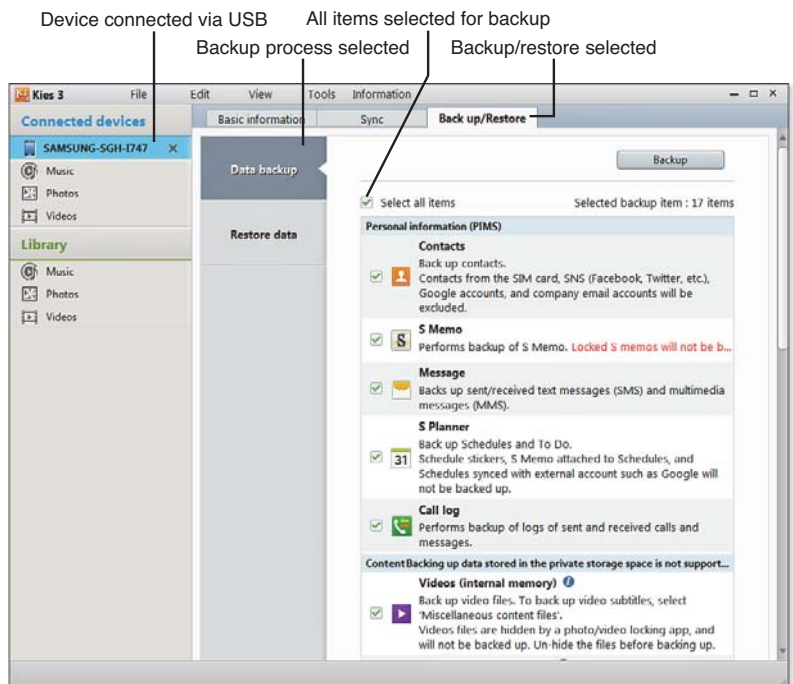 Device connected via USB
All items selected for backup
Backup process selected
Backup/restore selected
Kies 3 File Edit View Tools Information
Connected devices
Basic information Sync Back up/Restore
SAMSUNG-SGH-I747
Music
Photos
Videos
Library
Music
Photos
Videos
Data backup
Restore data
Backup
Select all items Selected backup item : 17 items
Personal information (PIMS)
Contacts
Back up contacts.
Contacts from the SIM card, SNS (Facebook, Twitter, etc.),
Google accounts, and company email accounts will be
excluded.
S Memo
Performs backup of S Memo. Locked S memos will not be b...
Message
Backs up sent/received text messages (SMS) and multimedia
messages (MMS).
S Planner
Back up Schedules and To Do.
31
Schedule stickers, S Memo attached to Schedules, and
Schedules synced with external account such as Google will
not be backed up.
Call log
Performs backup of logs of sent and received calls and
messages.
ContentBacking up data stored in the private storage space is not support...
Videos (internal memory)
Back up video files. To back up video subtitles, select
'Miscellaneous content files'.
Videos files are hidden by a photo/video locking app, and
will not be backed up. Un-hide the files before backing up.